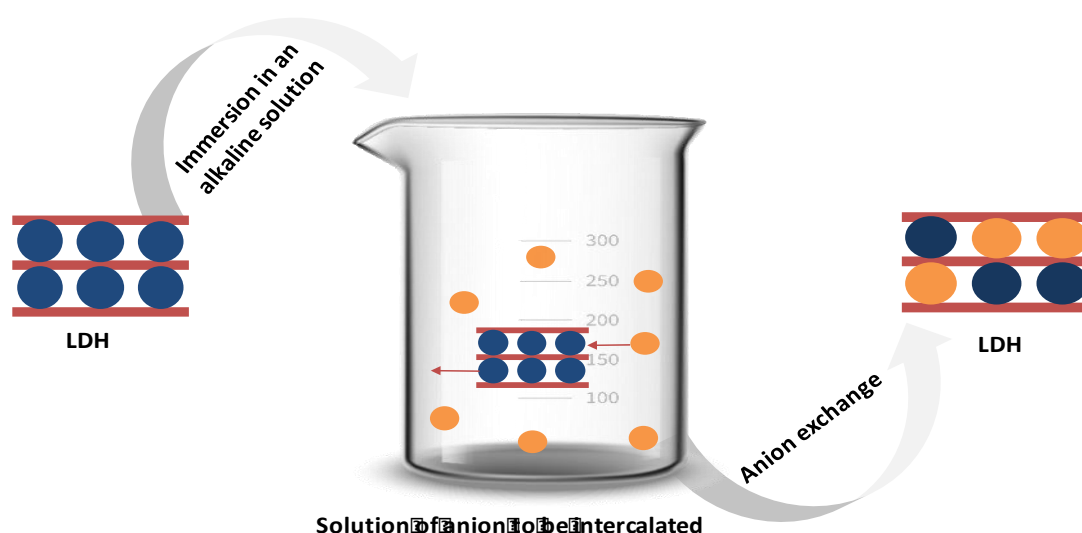 Immersion in an
alkaline solution
LDH
300
250
200
150
100
Solution of anion to be intercalated
Anion exchange
LDH